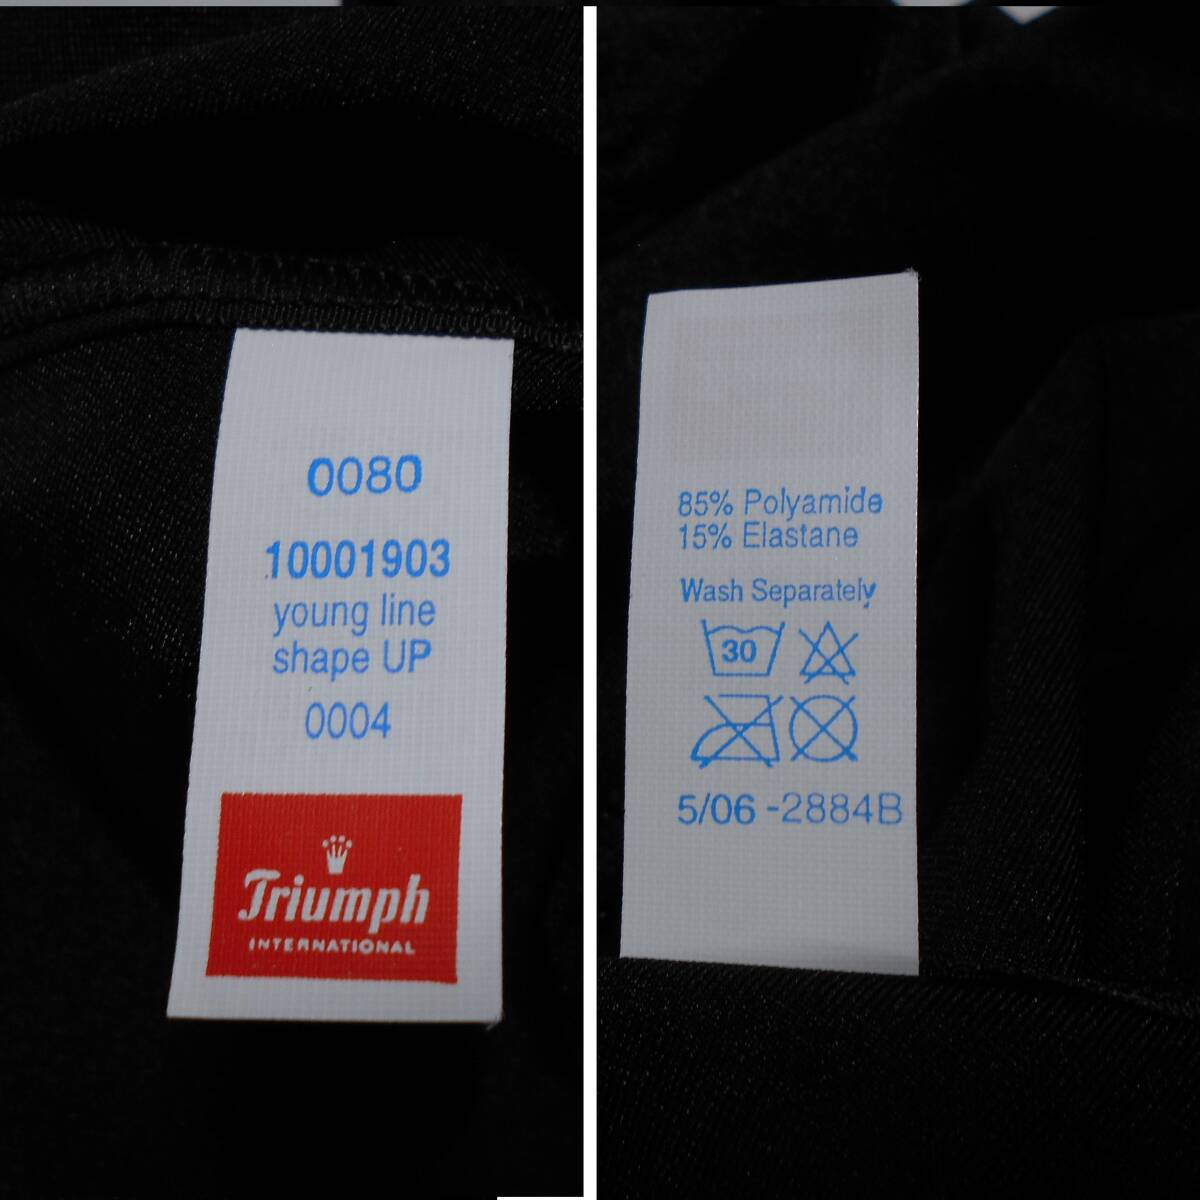 0080
10001903
young line
shape UP
0004
Triumph
INTERNATIONAL
85% Polyamide
15% Elastane
Wash Separately
30
5/06 -2884B